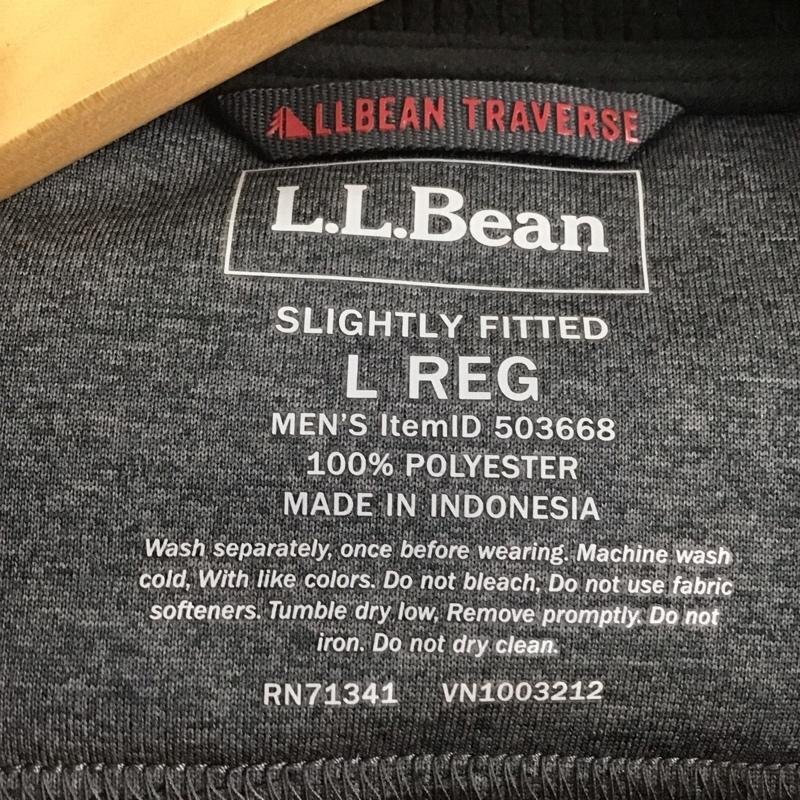 LLBEAN TRAVERSE
L.L.Bean
SLIGHTLY FITTED
L REG
MEN'S ItemID 503668
100% POLYESTER
MADE IN INDONESIA
Wash separately, once before wearing. Machine wash
cold, With like colors. Do not bleach, Do not use fabric
softeners. Tumble dry low, Remove promptly. Do not
iron. Do not dry clean.
RN71341 VN1003212